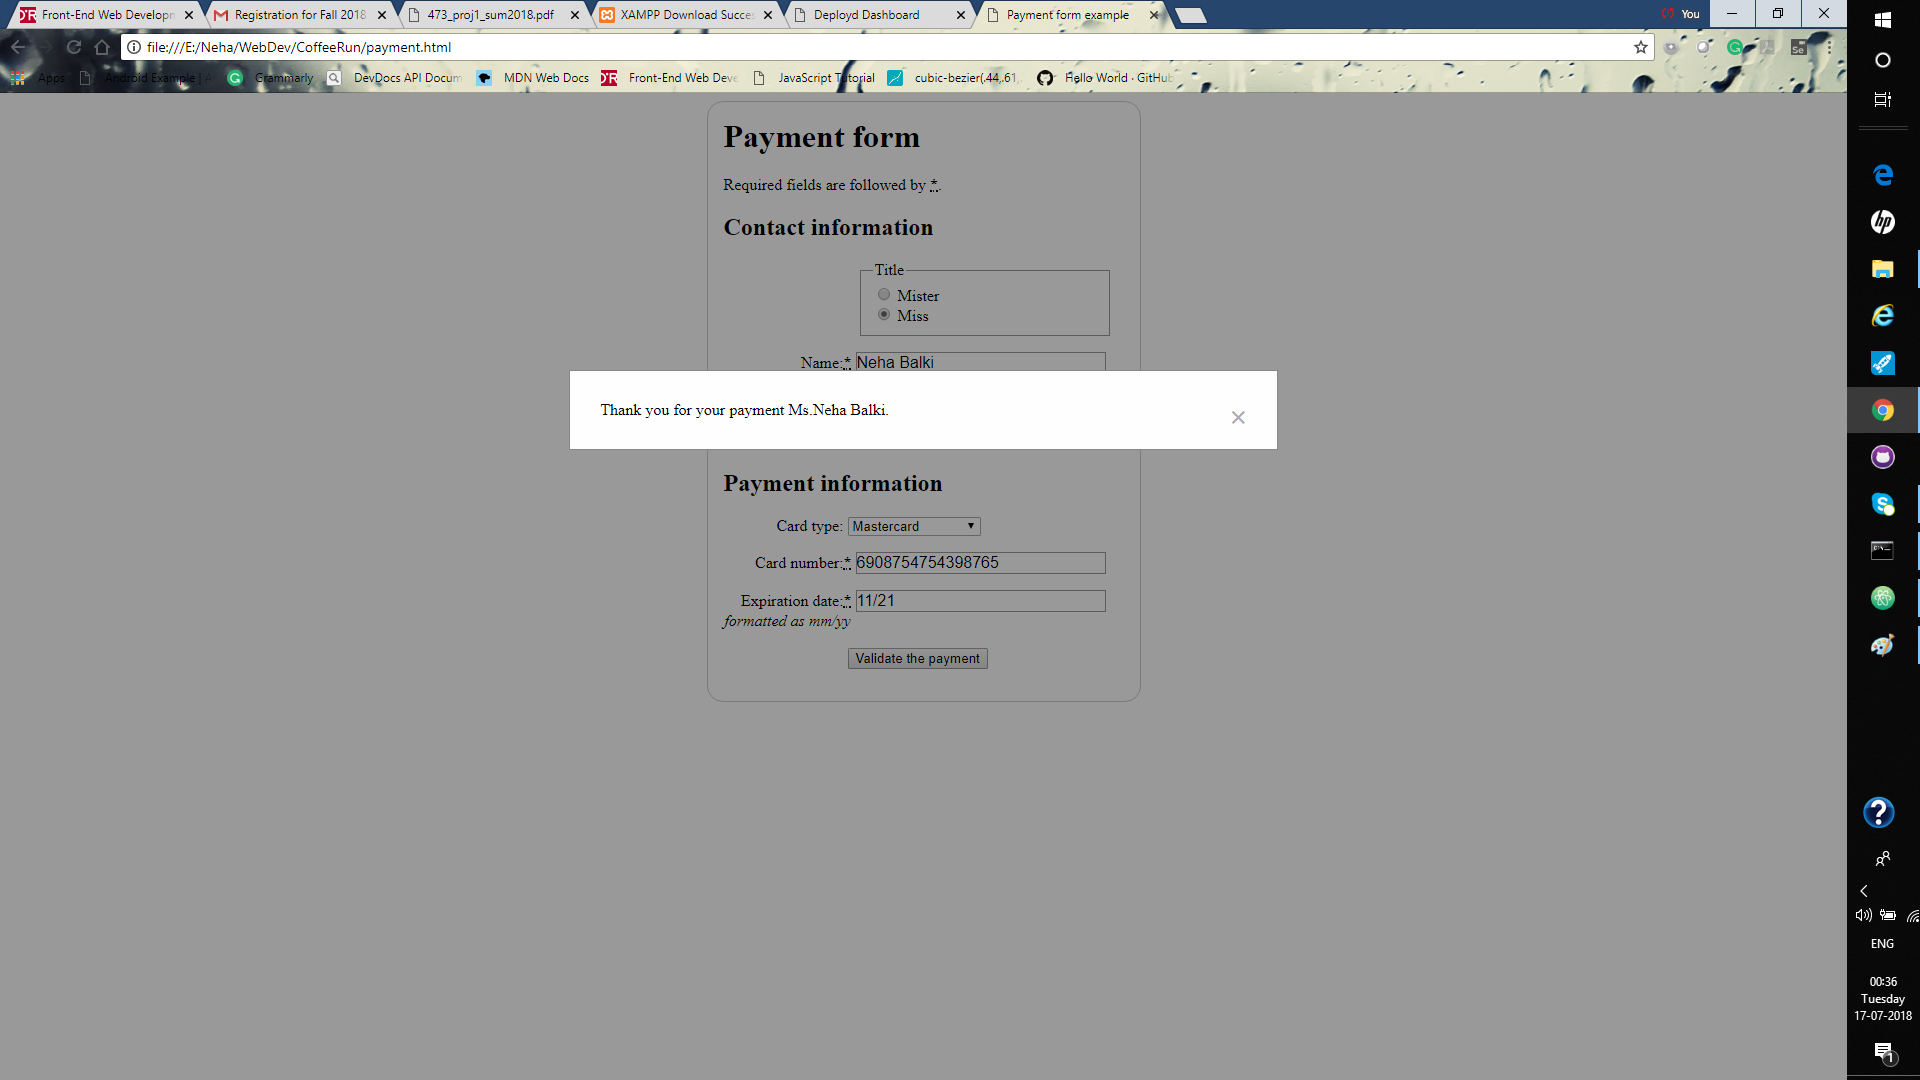 Front-End Web Developn
Registration for Fall 2018
473_proj1_sum2018.pdf
XAMPP Download Succes
Deployd Dashboard
Payment form example
You
file:///E:/Neha/WebDev/CoffeeRun/payment.html
Apps
Android Example
Grammarly
DevDocs API Docum
MDN Web Docs
Front-End Web Deve
JavaScript Tutorial
cubic-bezier(.44,.61,
Hello World · GitHub
Payment form
Required fields are followed by *.
Contact information
Title
Mister
Miss
Name:* Neha Balki
Thank you for your payment Ms.Neha Balki.
Payment information
Card type: Mastercard
Card number:* 6908754754398765
Expiration date:* 11/21
formatted as mm/yy
Validate the payment
ENG
00:36
Tuesday
17-07-2018
1